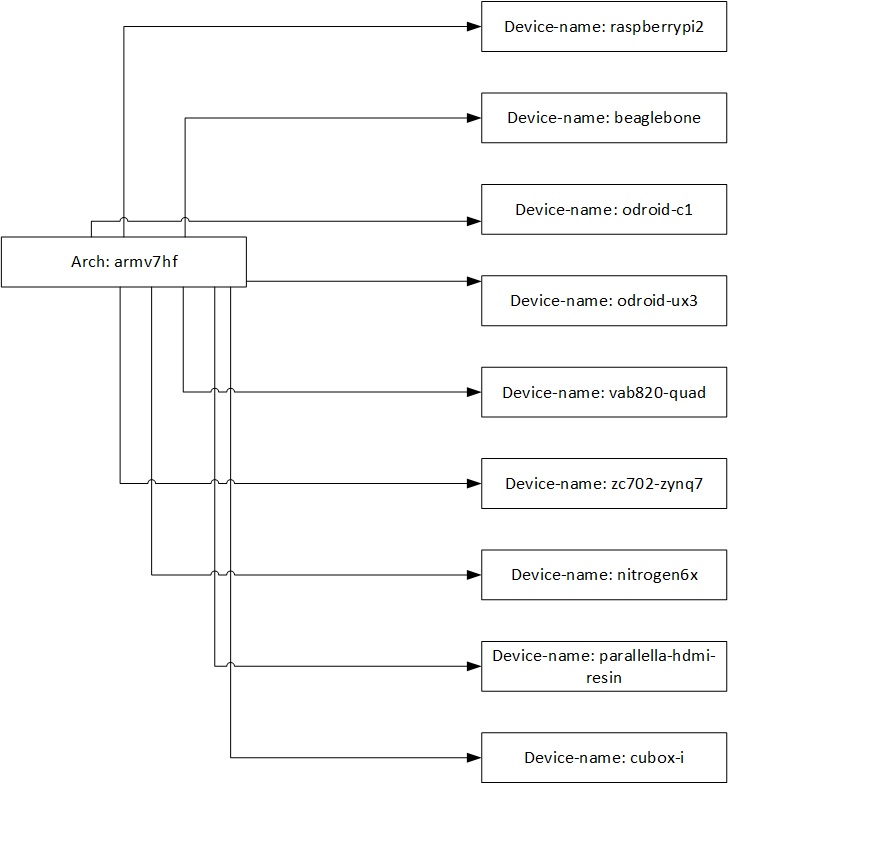 Device-name: raspberrypi2
Device-name: beaglebone
Device-name: odroid-c1
Arch: armv7hf
Device-name: odroid-ux3
Device-name: vab820-quad
Device-name: zc702-zynq7
Device-name: nitrogen6x
Device-name: parallella-hdmi-
resin
Device-name: cubox-i